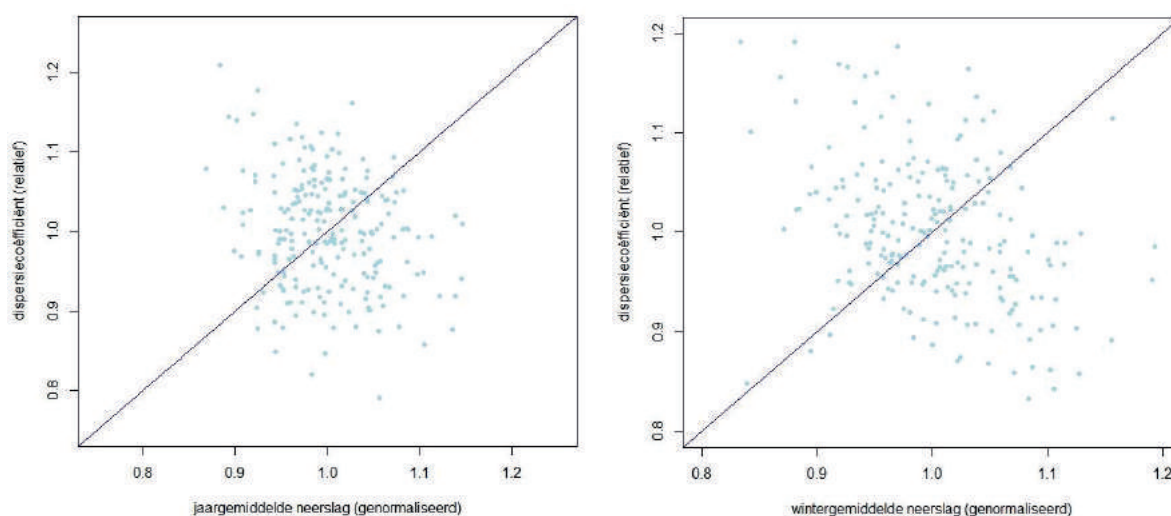 1.2
1.1
1.0
0.9
0.8
dispersiecoëfficiënt (relatief)
0.8 0.9 1.0 1.1 1.2
jaargemiddelde neerslag (genormaliseerd)
1.2
1.1
1.0
0.9
0.8
dispersiecoëfficiënt (relatief)
0.8 0.9 1.0 1.1 1.2
wintergemiddelde neerslag (genormaliseerd)